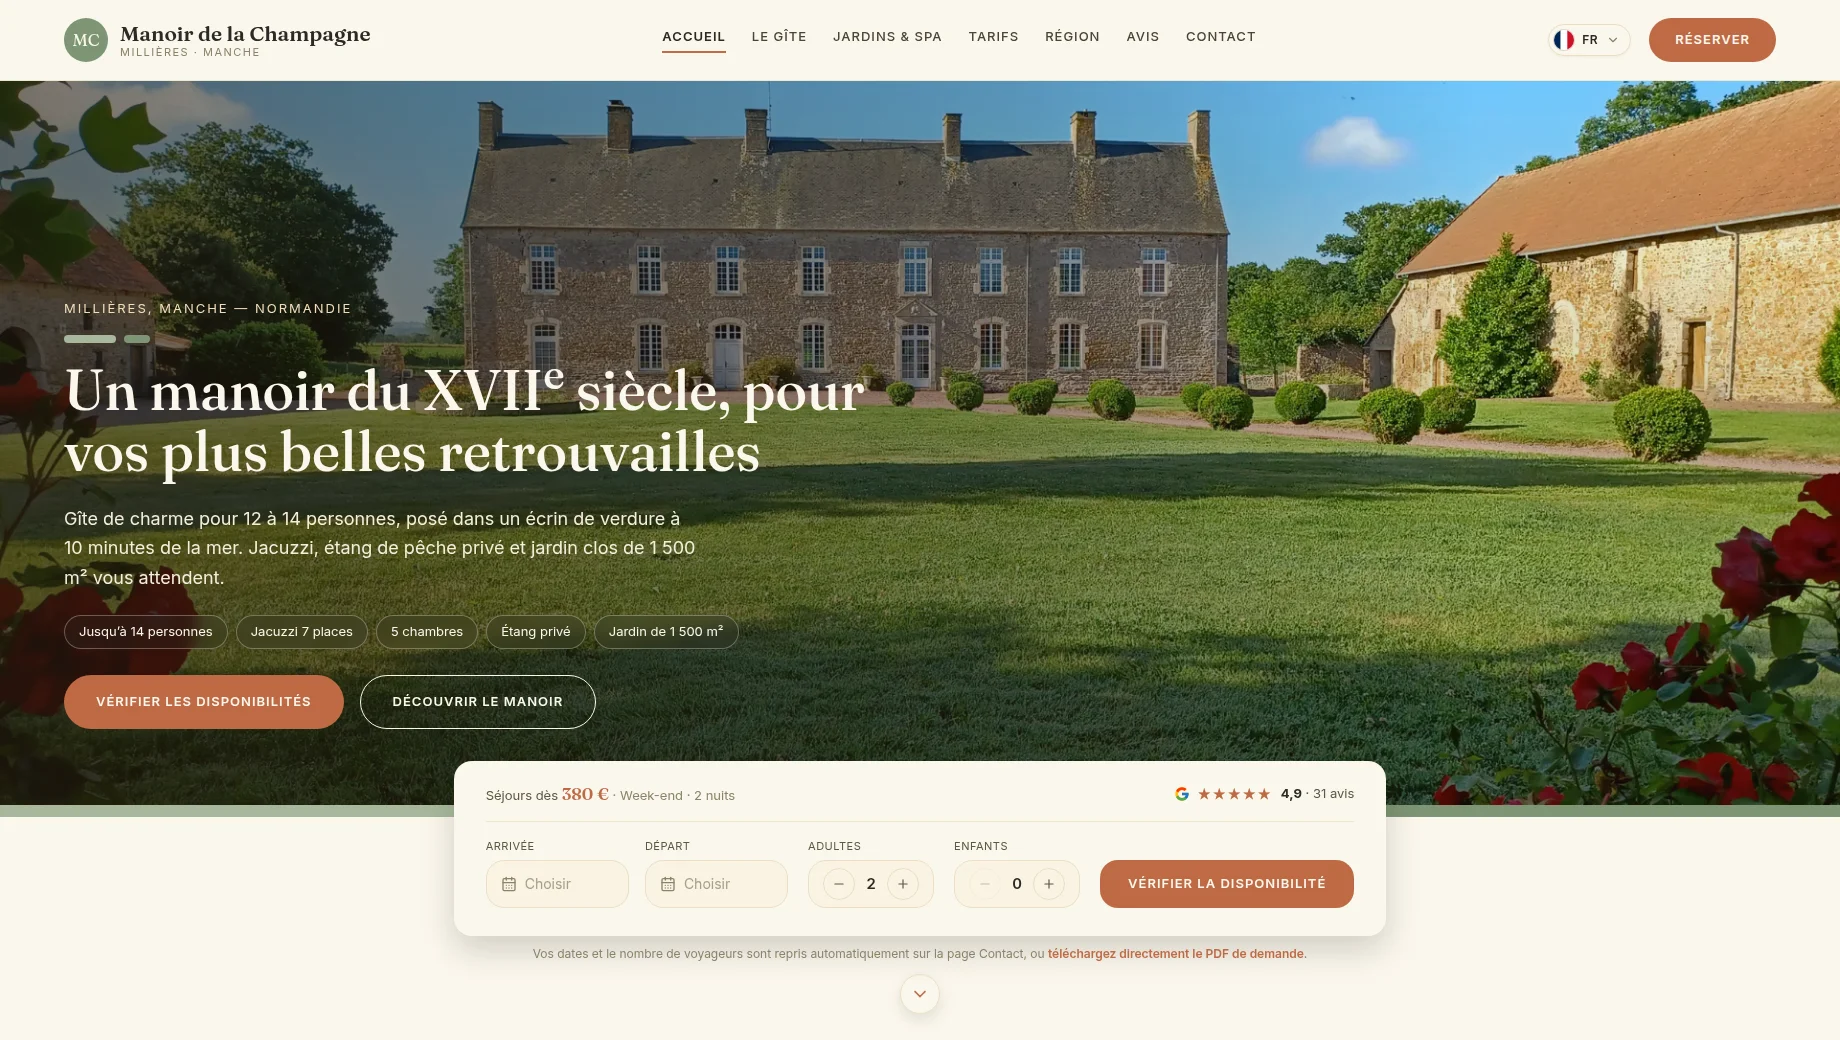 MC
Manoir de la Champagne
MILLIÈRES · MANCHE
ACCUEIL
LE GÎTE
JARDINS & SPA
TARIFS
RÉGION
AVIS
CONTACT
FR
RÉSERVER
MILLIÈRES, MANCHE — NORMANDIE
Un manoir du XVIIᵉ siècle, pour
vos plus belles retrouvailles
Gîte de charme pour 12 à 14 personnes, posé dans un écrin de verdure à
10 minutes de la mer. Jacuzzi, étang de pêche privé et jardin clos de 1 500
m² vous attendent.
Jusqu'à 14 personnes
Jacuzzi 7 places
5 chambres
Étang privé
Jardin de 1 500 m²
VÉRIFIER LES DISPONIBILITÉS
DÉCOUVRIR LE MANOIR
Séjours dès 380 € · Week-end · 2 nuits
4,9 · 31 avis
ARRIVÉE
DÉPART
ADULTES
ENFANTS
Choisir
Choisir
− 2 +
− 0 +
VÉRIFIER LA DISPONIBILITÉ
Vos dates et le nombre de voyageurs sont repris automatiquement sur la page Contact, ou téléchargez directement le PDF de demande.